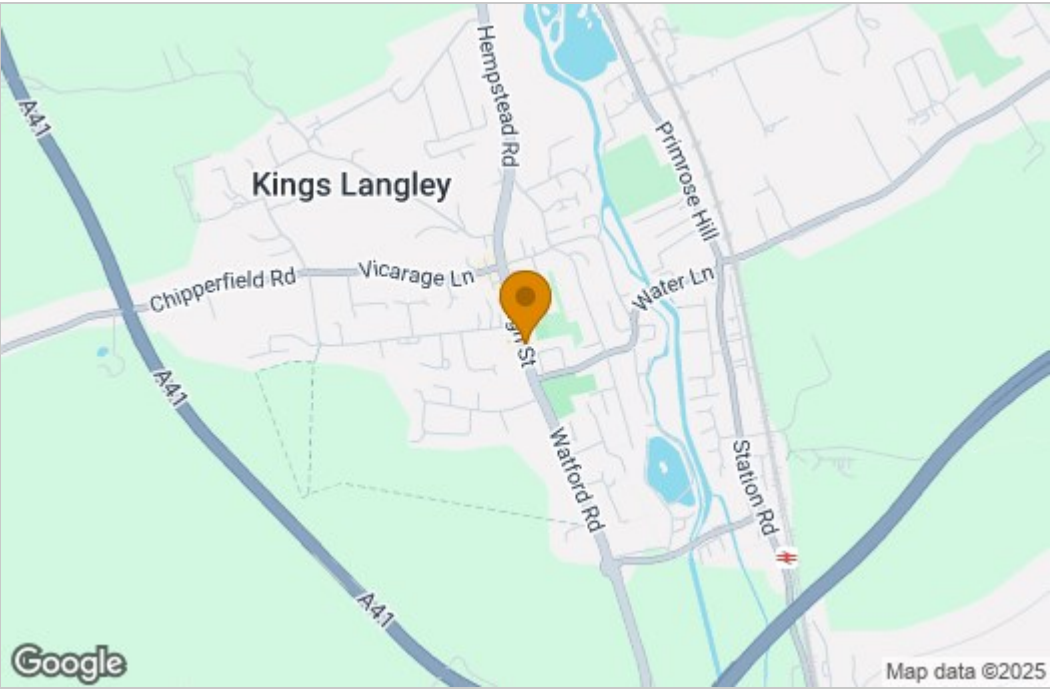 Hempstead Rd
A41
Primrose Hill
Kings Langley
Vicarage Ln
Chipperfield Rd
Water Ln
St
A41
Watford Rd
Station Rd
A41
Google
Map data ©2025